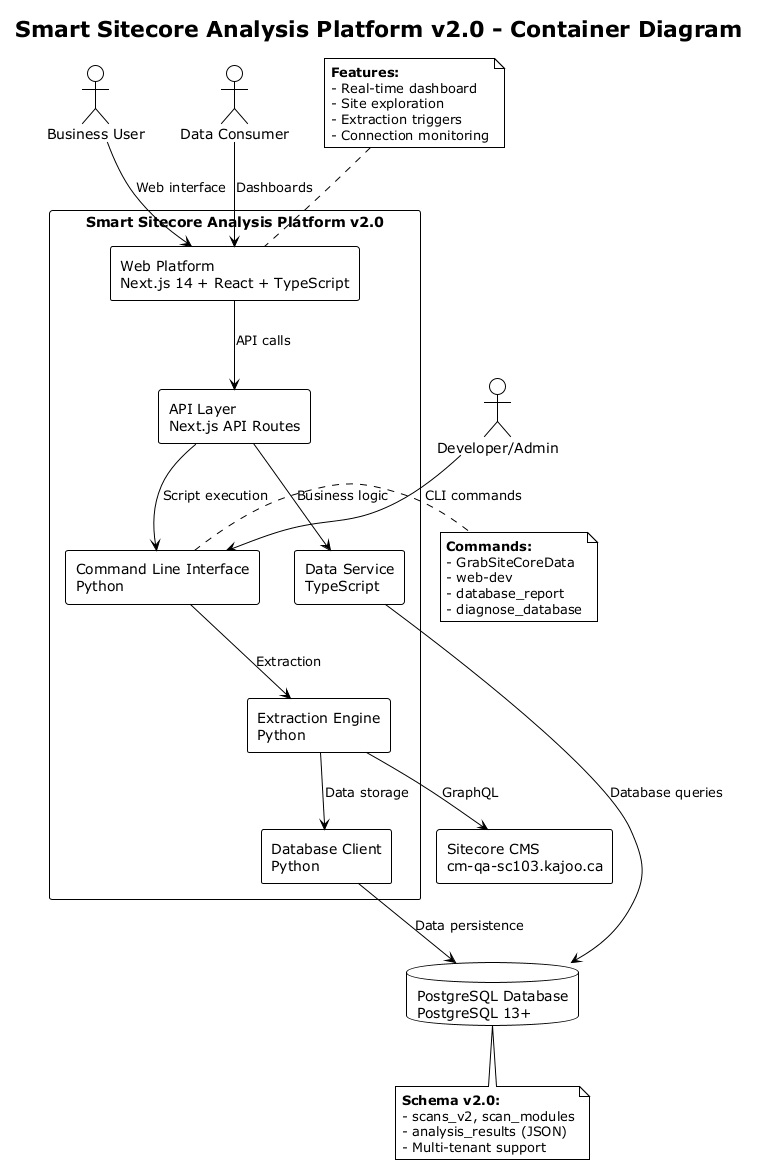 Smart Sitecore Analysis Platform v2.0 – Container Diagram
Features:
- Real-time dashboard
- Site exploration
- Extraction triggers
- Connection monitoring
Business User
Data Consumer
Web interface
Dashboards
Smart Sitecore Analysis Platform v2.0
Web Platform
Next.js 14 + React + TypeScript
API calls
API Layer
Next.js API Routes
Developer/Admin
Script execution
Business logic
CLI commands
Command Line Interface
Python
Data Service
TypeScript
Commands:
- GrabSiteCoreData
- web-dev
- database_report
- diagnose_database
Extraction
Extraction Engine
Python
Data storage
GraphQL
Database queries
Database Client
Python
Sitecore CMS
cm-qa-sc103.kajoo.ca
Data persistence
PostgreSQL Database
PostgreSQL 13+
Schema v2.0:
- scans_v2, scan_modules
- analysis_results (JSON)
- Multi-tenant support